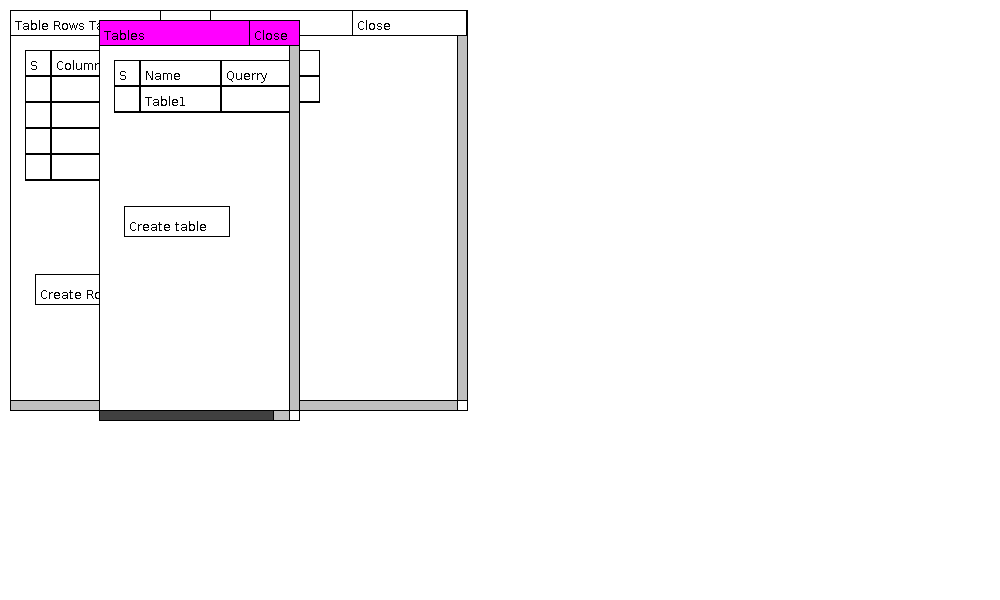 Table Rows Ta
Close
Tables
Close
S
Column
S
Name
Querry
Table1
Create table
Create Ro